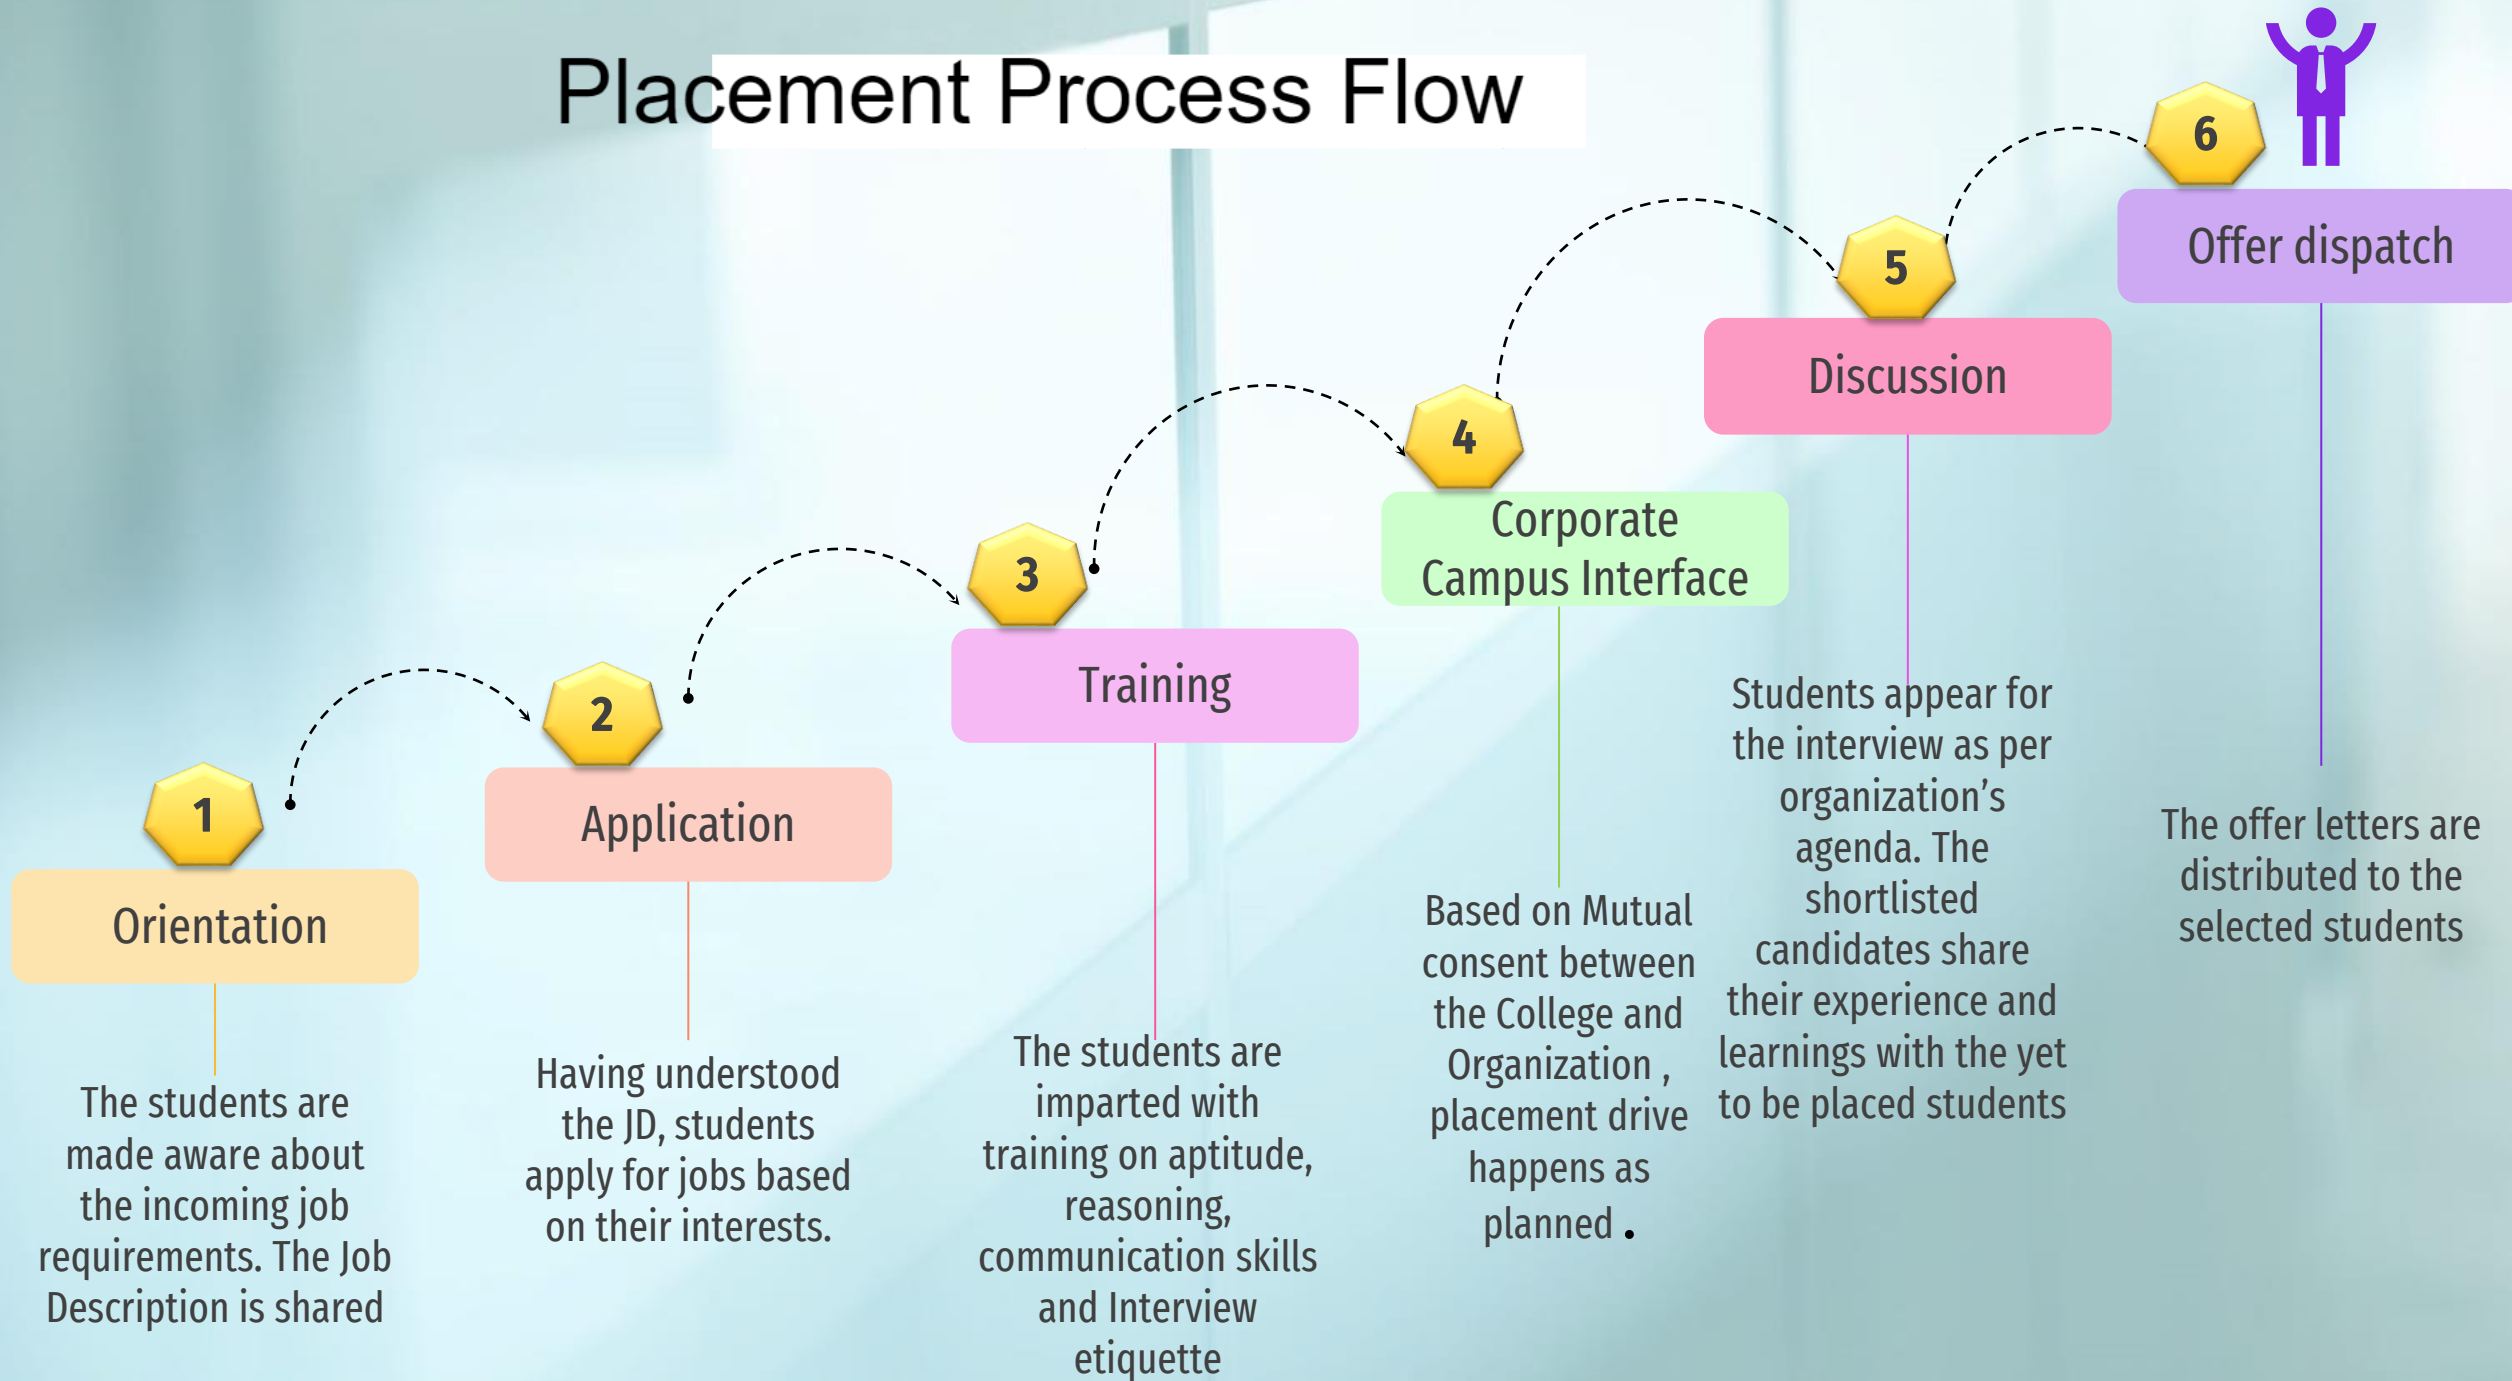 Placement Process Flow
1
Orientation
The students are
made aware about
the incoming job
requirements. The Job
Description is shared
2
Application
Having understood
the JD, students
apply for jobs based
on their interests.
3
Training
The students are
imparted with
training on aptitude,
reasoning,
communication skills
and Interview
etiquette
4
Corporate
Campus Interface
Based on Mutual
consent between
the College and
Organization ,
placement drive
happens as
planned .
5
Discussion
Students appear for
the interview as per
organization’s
agenda. The
shortlisted
candidates share
their experience and
learnings with the yet
to be placed students
6
Offer dispatch
The offer letters are
distributed to the
selected students